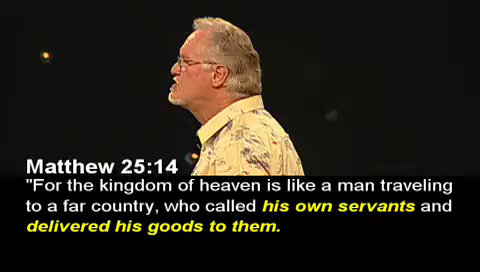 Matthew 25:14
"For the kingdom of heaven is like a man traveling
to a far country, who called his own servants and
delivered his goods to them.